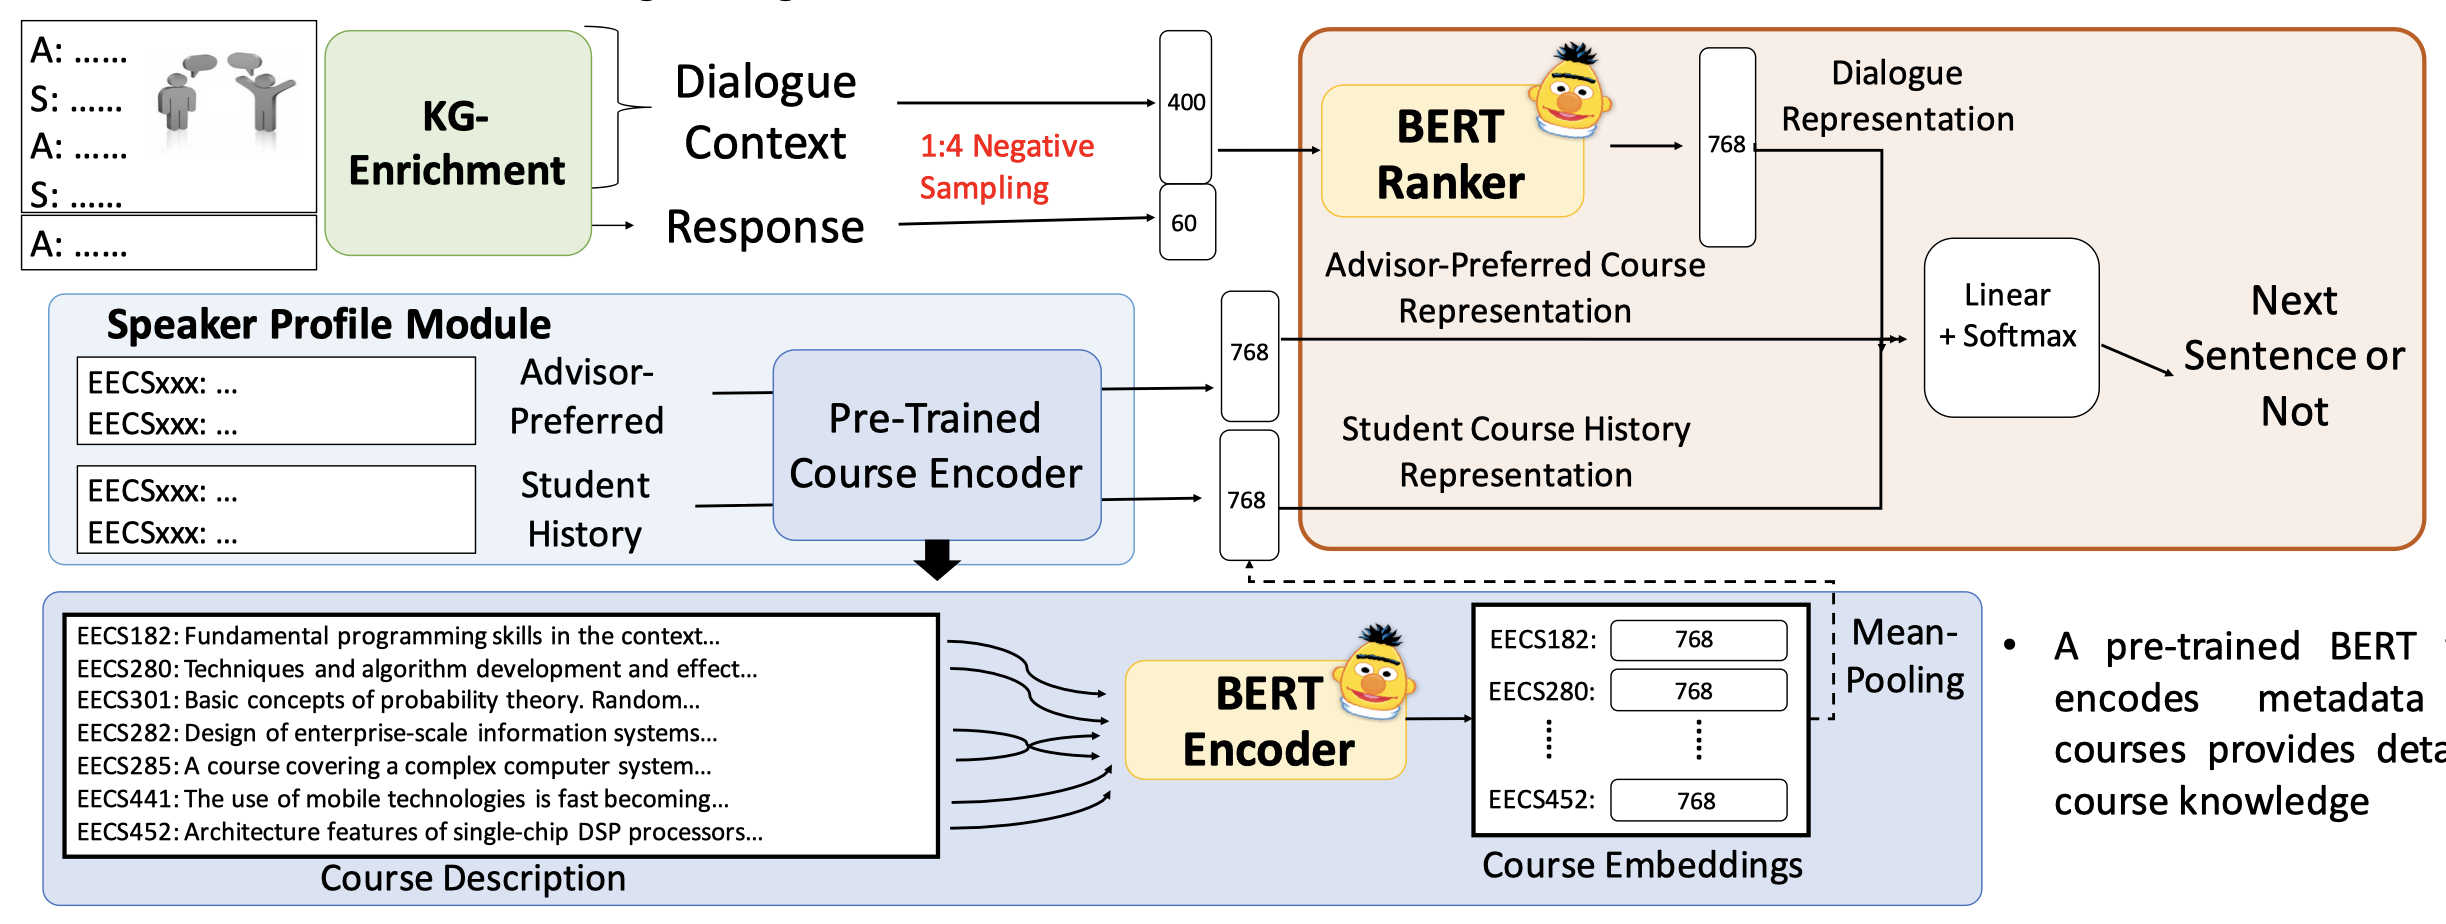 A: ......
S: ......
A: ......
S: ......
A: ......
KG-
Enrichment
Dialogue
Context
Response
1:4 Negative
Sampling
400
60
BERT
Ranker
768
Dialogue
Representation
Advisor-Preferred Course
Representation
Student Course History
Representation
Linear
+ Softmax
Next
Sentence or
Not
Speaker Profile Module
EECSxxx: ...
EECSxxx: ...
Advisor-
Preferred
EECSxxx: ...
EECSxxx: ...
Student
History
Pre-Trained
Course Encoder
768
768
EECS182: Fundamental programming skills in the context...
EECS280: Techniques and algorithm development and effect...
EECS301: Basic concepts of probability theory. Random...
EECS282: Design of enterprise-scale information systems...
EECS285: A course covering a complex computer system...
EECS441: The use of mobile technologies is fast becoming...
EECS452: Architecture features of single-chip DSP processors...
Course Description
BERT
Encoder
EECS182: 768
EECS280: 768
EECS452: 768
Course Embeddings
Mean-
Pooling
• A pre-trained BERT
encodes metadata
courses provides
course knowledge